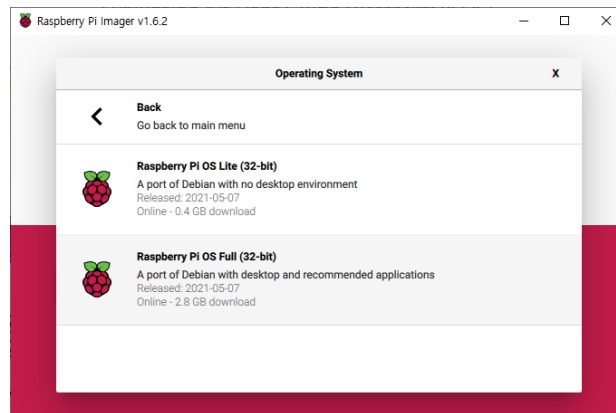 Raspberry Pi Imager v1.6.2
Operating System
X
Back
Go back to main menu
Raspberry Pi OS Lite (32-bit)
A port of Debian with no desktop environment
Released: 2021-05-07
Online - 0.4 GB download
Raspberry Pi OS Full (32-bit)
A port of Debian with desktop and recommended applications
Released: 2021-05-07
Online - 2.8 GB download